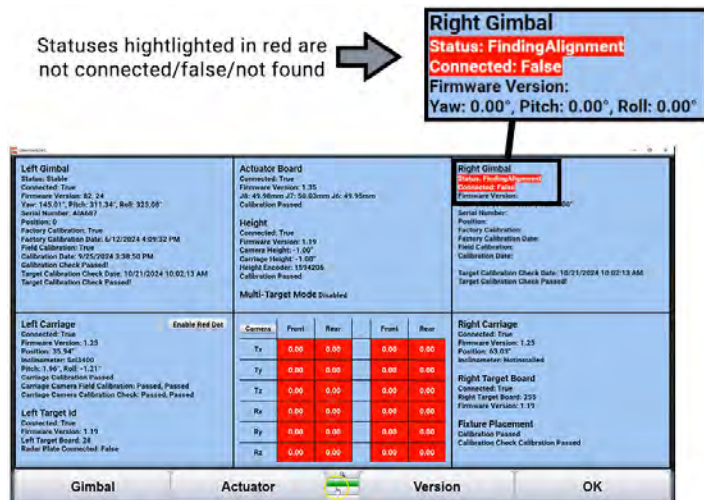 Statuses hightlighted in red are
not connected/false/not found
Right Gimbal
Status: FindingAlignment
Connected: False
Firmware Version:
Yaw: 0.00°, Pitch: 0.00°, Roll: 0.00°
Left Gimbal
Status: Stable
Connected: True
Firmware Version: 82, 24
Yaw: 145.01°, Pitch: 311.34°, Roll: 325.08°
Serial Number: AIA687
Position: 0
Factory Calibration: True
Factory Calibration Date: 6/12/2024 4:09:32 PM
Field Calibration: True
Calibration Date: 9/25/2024 3:38:50 PM
Calibration Check Passed!
Target Calibration Check Date: 10/21/2024 10:02:13 AM
Target Calibration Check Passed!
Actuator Board
Connected: True
Firmware Version: 1.35
J8: 49.98mm J7: 50.03mm J6: 49.95mm
Calibration Passed
Height
Connected: True
Firmware Version: 1.19
Camera Height: -1.00"
Carriage Height: -1.00"
Height Encoder: 1594206
Calibration Passed
Multi-Target Mode Disabled
Right Gimbal
Status: FindingAlignment
Connected: False
Firmware Version:
Serial Number:
Position:
Factory Calibration:
Factory Calibration Date:
Field Calibration:
Calibration Date:
Target Calibration Check Date: 10/21/2024 10:02:13 AM
Target Calibration Check Passed!
Left Carriage
Enable Red Dot
Connected: True
Firmware Version: 1.25
Position: 35.94"
Inclinometer: Scl3400
Pitch: 1.96°, Roll: -1.21°
Carriage Calibration Passed
Carriage Camera Field Calibration: Passed, Passed
Carriage Camera Calibration Check: Passed, Passed
Left Target Id
Connected: True
Firmware Version: 1.19
Left Target Board: 28
Radar Plate Connected: False
Camera Front Rear Front Rear
Tx 0.00 0.00 0.00 0.00
Ty 0.00 0.00 0.00 0.00
Tz 0.00 0.00 0.00 0.00
Rx 0.00 0.00 0.00 0.00
Ry 0.00 0.00 0.00 0.00
Rz 0.00 0.00 0.00 0.00
Right Carriage
Connected: True
Firmware Version: 1.25
Position: 63.03"
Inclinometer: NotInstalled
Right Target Board
Connected: True
Right Target Board: 255
Firmware Version: 1.19
Fixture Placement
Calibration Passed
Calibration Check Calibration Passed
Gimbal
Actuator
Version
OK